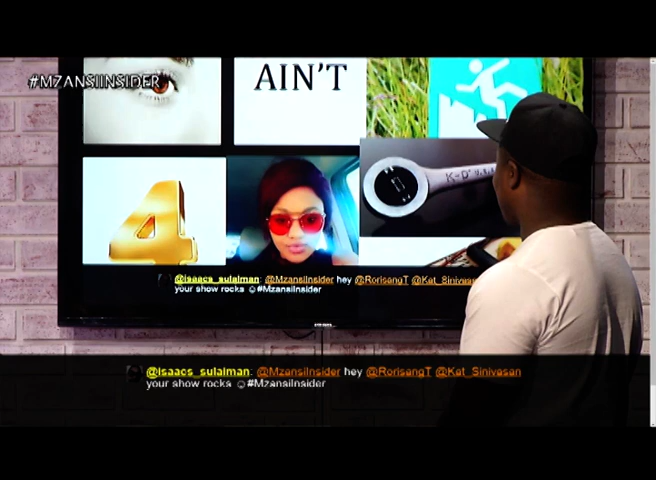 #MZANSIINSIDER
AIN'T
4
@isaacs_sulaiman: @MzansiInsider hey @RorisangT
your show rocks ☺#MzansiInsider
@isaacs_sulaiman: @MzansiInsider hey @RorisangT @Kat_Sinivasan
your show rocks ☺#MzansiInsider